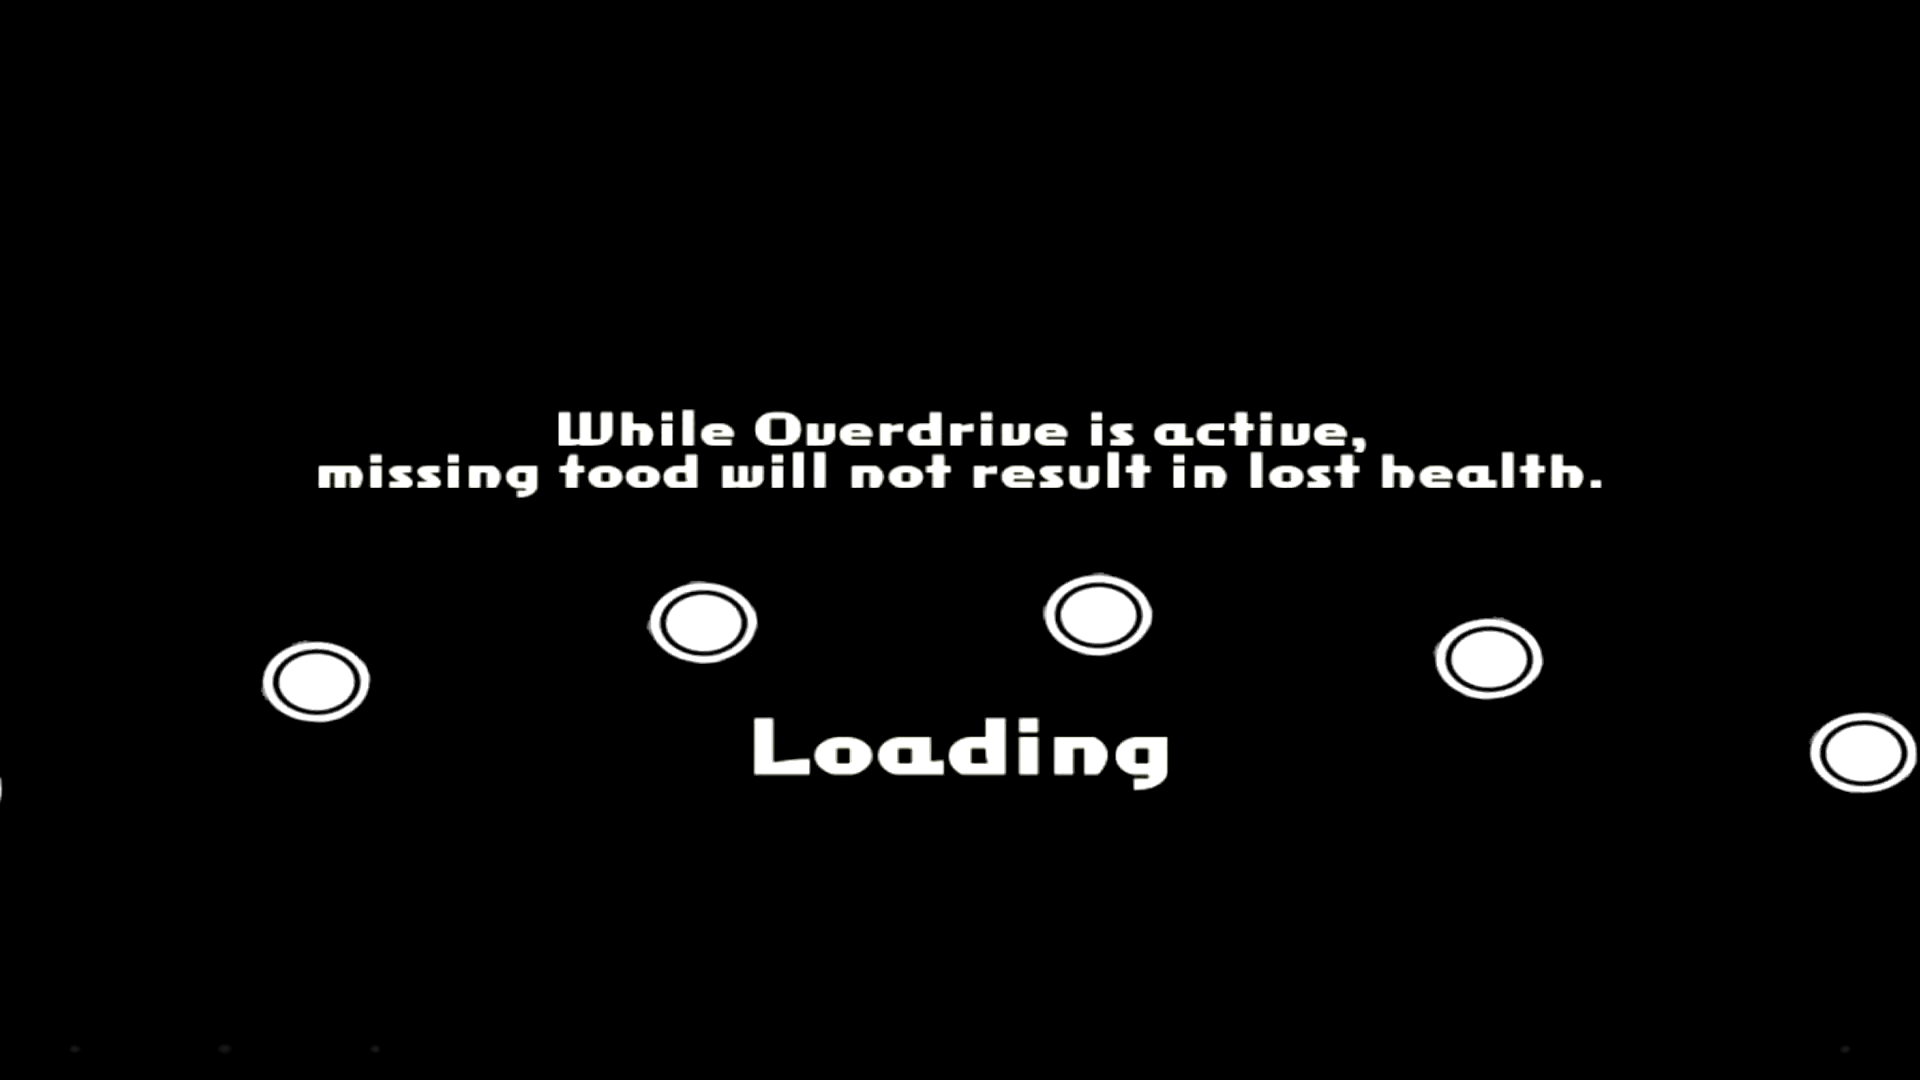 While Overdrive is active,
missing food will not result in lost health.
Loading